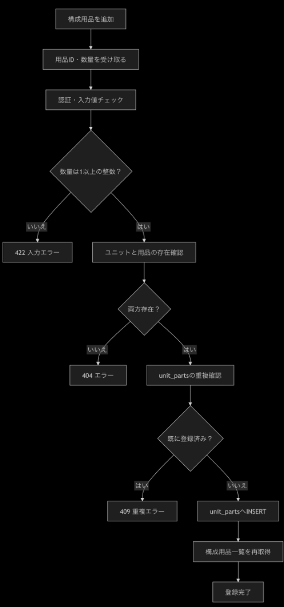 構成用品を追加
用品ID・数量を受け取る
認証・入力値チェック
数量は1以上の整数？
いいえ
はい
422 入力エラー
ユニットと用品の存在確認
両方存在？
いいえ
はい
404 エラー
unit_partsの重複確認
既に登録済み？
はい
いいえ
409 重複エラー
unit_partsへINSERT
構成用品一覧を再取得
登録完了